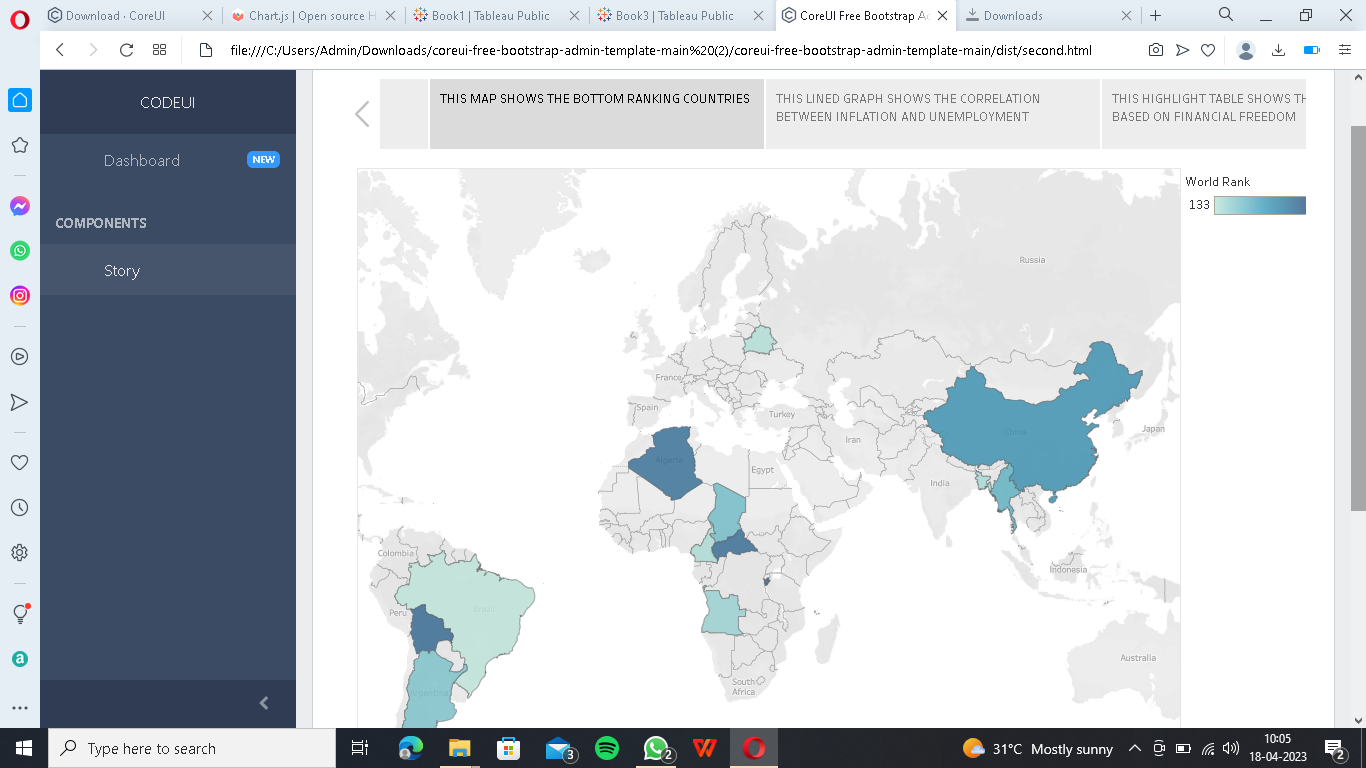 Download · CoreUI
Chart.js | Open source H
Book1 | Tableau Public
Book3 | Tableau Public
CoreUI Free Bootstrap Ad
Downloads
file:///C:/Users/Admin/Downloads/coreui-free-bootstrap-admin-template-main%20(2)/coreui-free-bootstrap-admin-template-main/dist/second.html
CODEUI
Dashboard
NEW
COMPONENTS
Story
THIS MAP SHOWS THE BOTTOM RANKING COUNTRIES
THIS LINED GRAPH SHOWS THE CORRELATION
BETWEEN INFLATION AND UNEMPLOYMENT
THIS HIGHLIGHT TABLE SHOWS TH
BASED ON FINANCIAL FREEDOM
World Rank
133
Russia
France
Spain
Turkey
China
Japan
Iran
Algeria
Egypt
India
Colombia
Indonesia
Brazil
Peru
Australia
South
Africa
Argentina
a
Type here to search
3
2
31°C Mostly sunny
10:05
18-04-2023
2